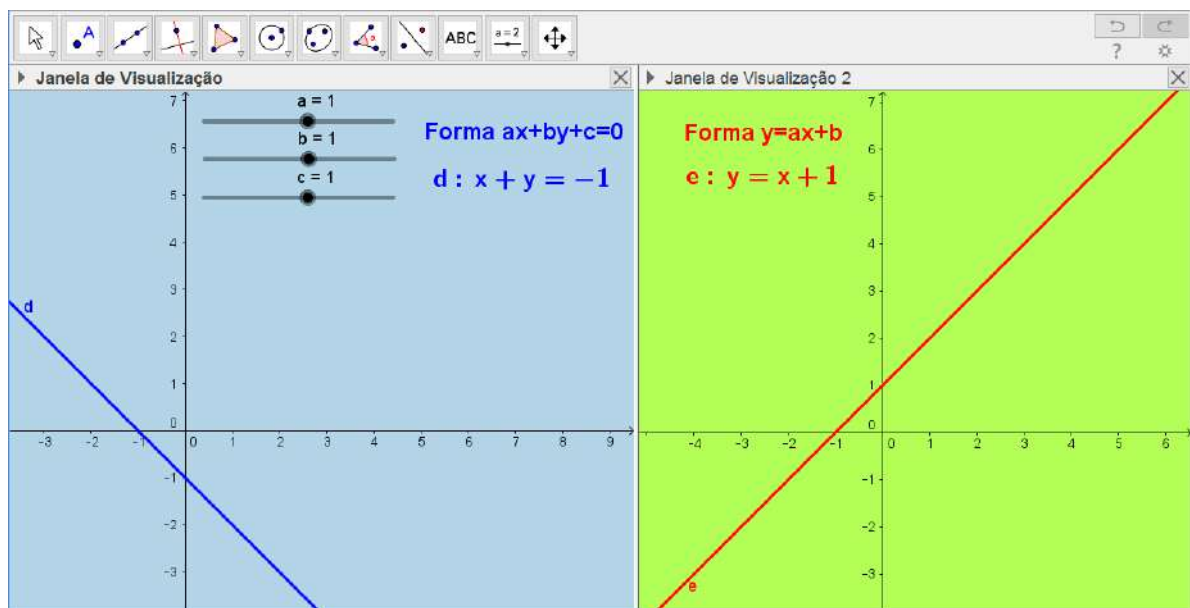 A
ABC
a = 2
?
Janela de Visualização
a = 1
b = 1
c = 1
Forma ax+by+c=0
d : x + y = −1
7
6
5
4
3
2
1
0
-1
-2
-3
-3 -2 -1 0 1 2 3 4 5 6 7 8 9
d
Janela de Visualização 2
Forma y=ax+b
e : y = x + 1
7
6
5
4
3
2
1
0
-1
-2
-3
-4 -3 -2 -1 0 1 2 3 4 5 6
e